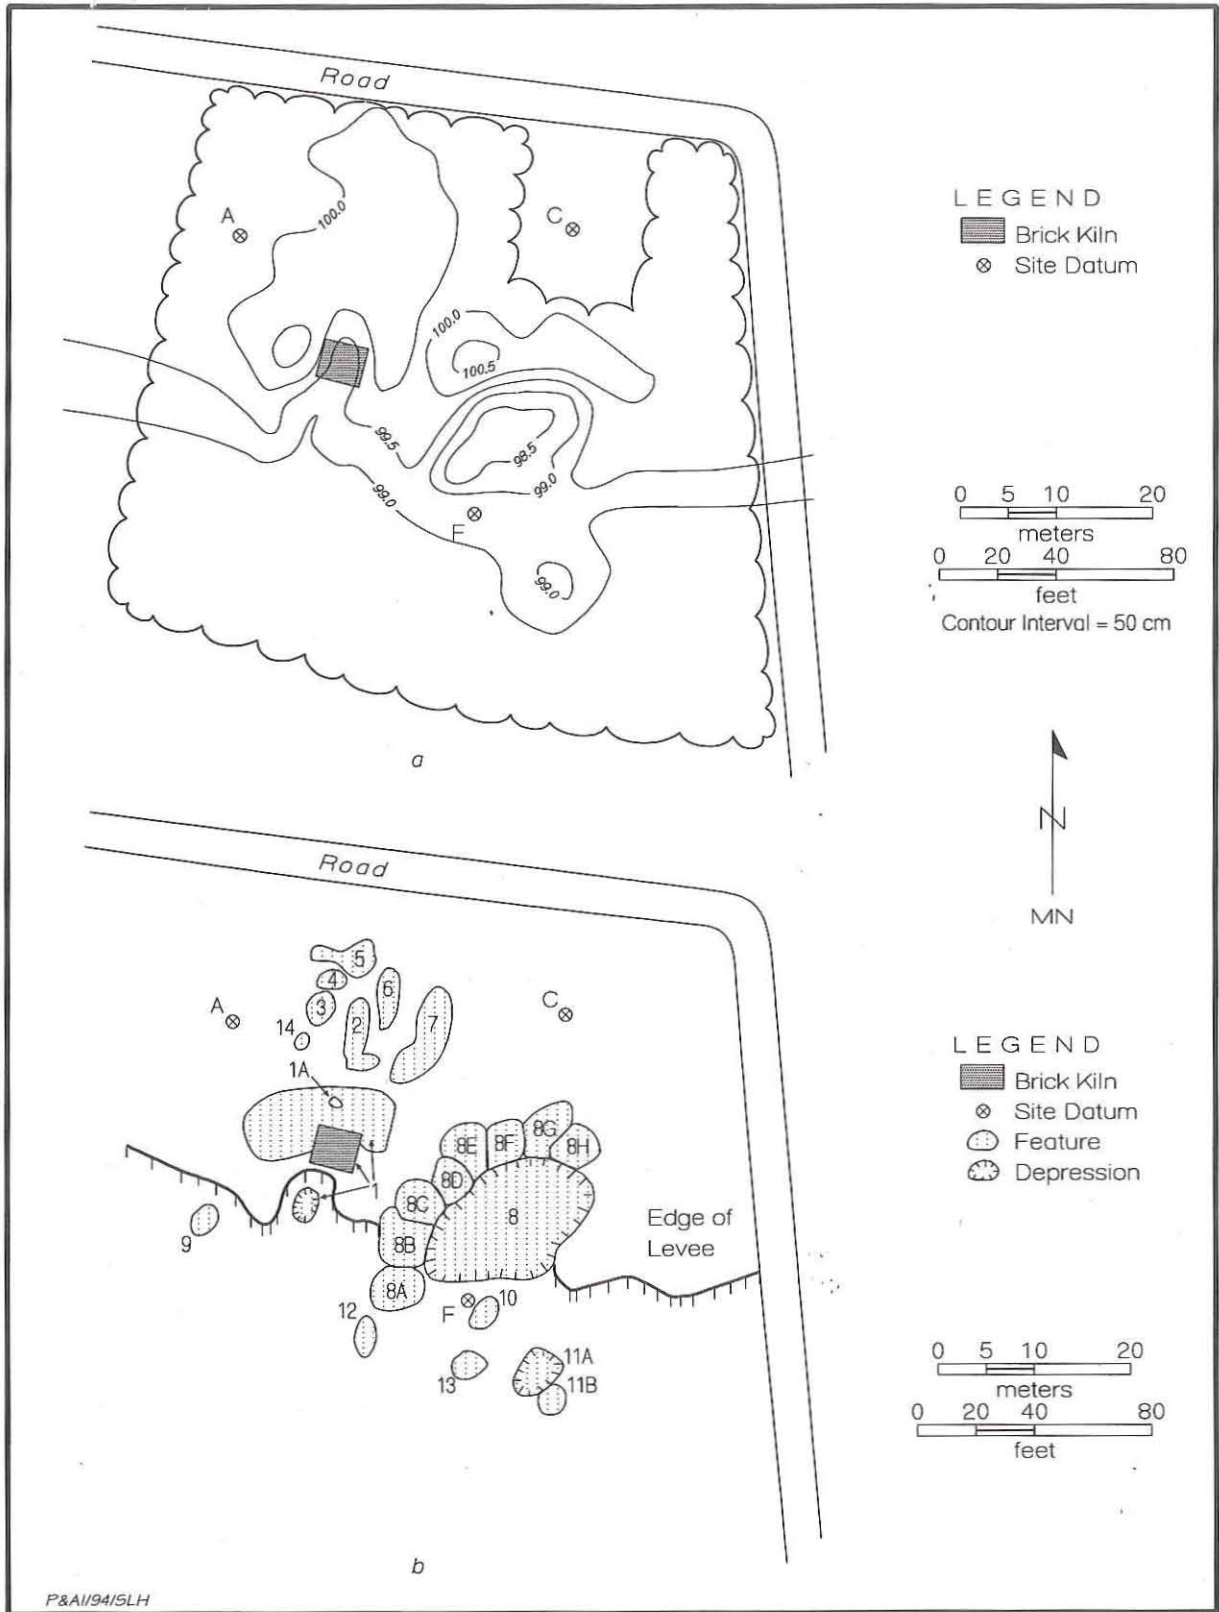 Road
A
C
100.0
100.0
100.5
99.5
98.5
99.0
99.0
F
99.0
a
LEGEND
Brick Kiln
Site Datum
0 5 10 20
meters
0 20 40 80
feet
Contour Interval = 50 cm
N
MN
Road
5
4
6
3
A
C
14
2
7
1A
8E
8F
8G
8H
8D
1
8C
8
9
8B
Edge of
Levee
8A
12
F
10
13
11A
11B
b
LEGEND
Brick Kiln
Site Datum
Feature
Depression
0 5 10 20
meters
0 20 40 80
feet
P&AI/94/SLH